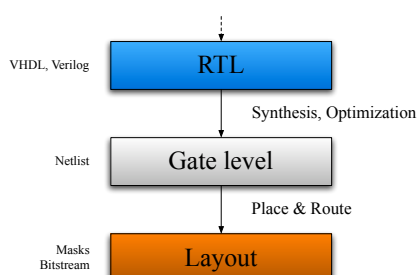 VHDL, Verilog
RTL
Synthesis, Optimization
Netlist
Gate level
Place & Route
Masks
Bitstream
Layout